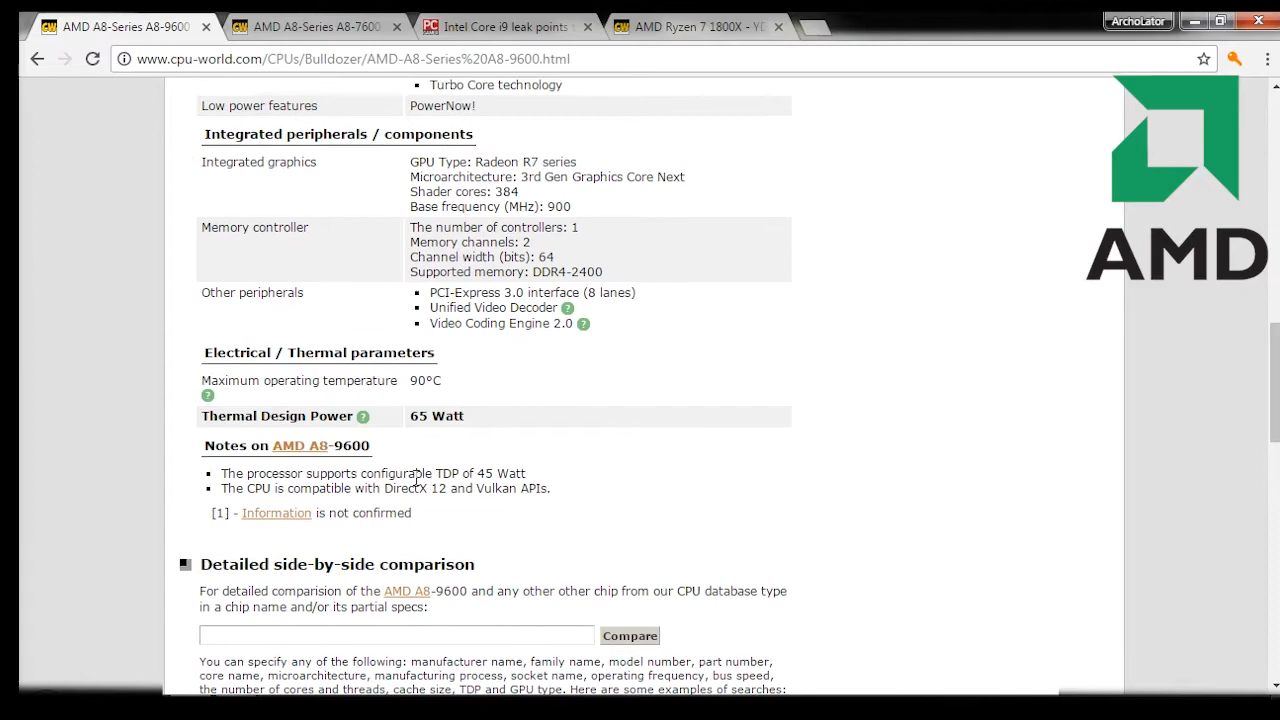 AMD A8-Series A8-9600
AMD A8-Series A8-7600
Intel Core i9 leak points
AMD Ryzen 7 1800X - YD
ArchoLator
www.cpu-world.com/CPUs/Bulldozer/AMD-A8-Series%20A8-9600.html
Turbo Core technology
Low power features PowerNow!
Integrated peripherals / components
Integrated graphics GPU Type: Radeon R7 series
Microarchitecture: 3rd Gen Graphics Core Next
Shader cores: 384
Base frequency (MHz): 900
Memory controller The number of controllers: 1
Memory channels: 2
Channel width (bits): 64
Supported memory: DDR4-2400
Other peripherals PCI-Express 3.0 interface (8 lanes)
Unified Video Decoder ?
Video Coding Engine 2.0 ?
Electrical / Thermal parameters
Maximum operating temperature 90°C
?
Thermal Design Power ? 65 Watt
Notes on AMD A8-9600
The processor supports configurable TDP of 45 Watt
The CPU is compatible with DirectX 12 and Vulkan APIs.
[1] - Information is not confirmed
Detailed side-by-side comparison
For detailed comparision of the AMD A8-9600 and any other other chip from our CPU database type
in a chip name and/or its partial specs:
Compare
You can specify any of the following: manufacturer name, family name, model number, part number,
core name, microarchitecture, manufacturing process, socket name, operating frequency, bus speed,
the number of cores and threads, cache size, TDP and GPU type. Here are some examples of searches:
AMD